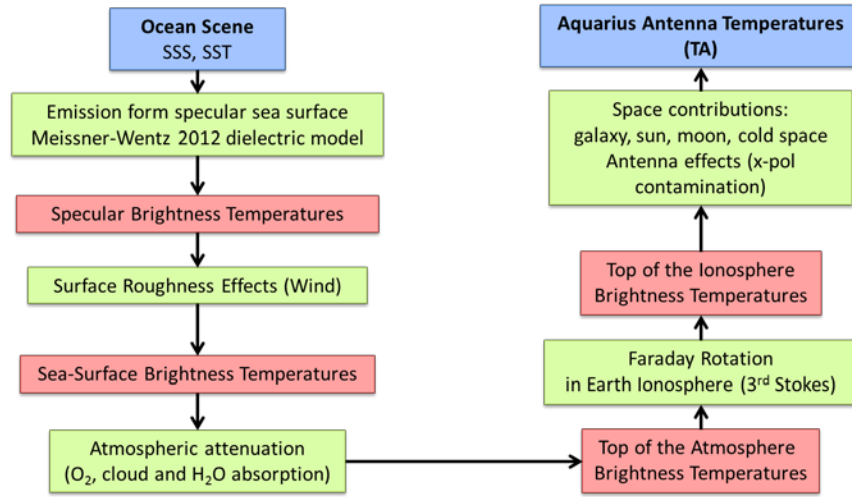 Ocean Scene
SSS, SST
Emission form specular sea surface
Meissner-Wentz 2012 dielectric model
Specular Brightness Temperatures
Surface Roughness Effects (Wind)
Sea-Surface Brightness Temperatures
Atmospheric attenuation
(O₂, cloud and H₂O absorption)
Top of the Atmosphere
Brightness Temperatures
Faraday Rotation
in Earth Ionosphere (3ʳᵈ Stokes)
Top of the Ionosphere
Brightness Temperatures
Space contributions:
galaxy, sun, moon, cold space
Antenna effects (x-pol
contamination)
Aquarius Antenna Temperatures
(TA)